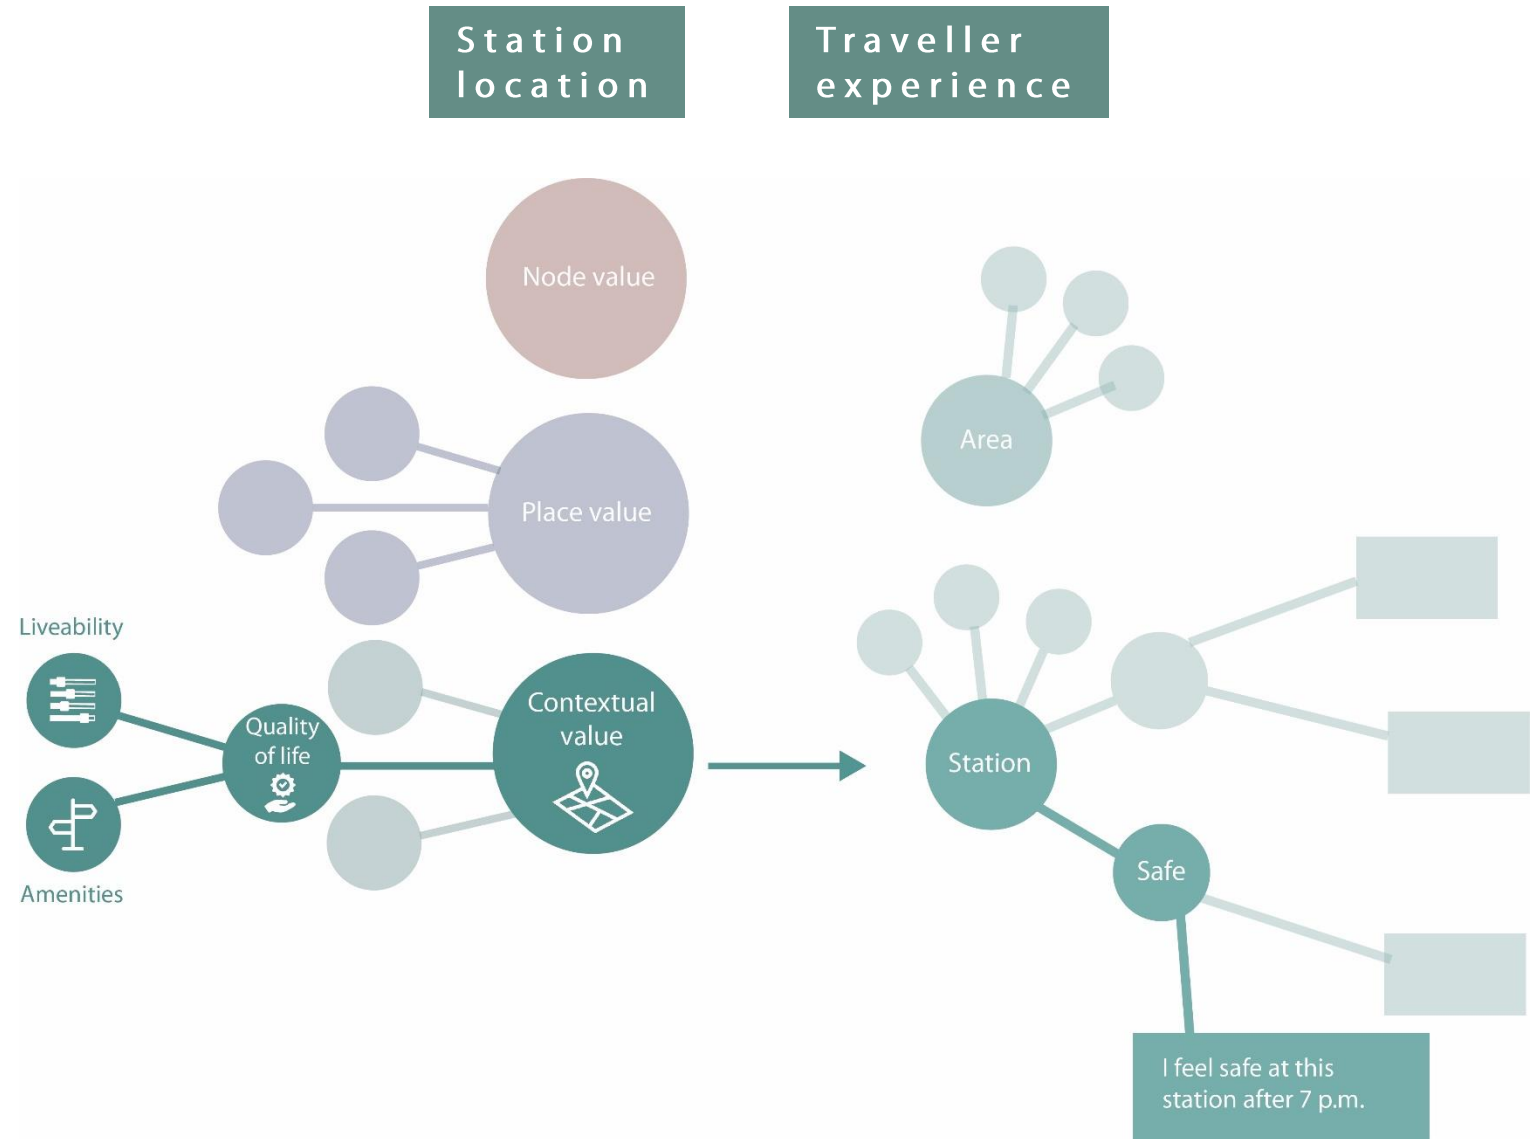 Station
location
Traveller
experience
Node value
Area
Place value
Liveability
Contextual
value
Quality
of life
Station
Safe
Amenities
I feel safe at this
station after 7 p.m.